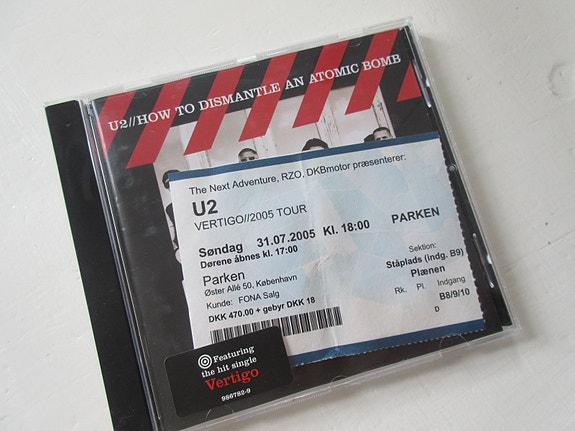 U2//HOW TO DISMANTLE AN ATOMIC BOMB
The Next Adventure, RZO, DKBmotor præsenterer:
U2
VERTIGO//2005 TOUR
Søndag 31.07.2005 Kl. 18:00 PARKEN
Dørene åbnes kl. 17:00
Parken
Øster Allé 50, København
Kunde: FONA Salg
DKK 470.00 + gebyr DKK 18
Sektion:
Ståplads (indg. B9)
Plænen
Rk. Pl. Indgang
B8/9/10
D
Featuring
the hit single
Vertigo
986782-9